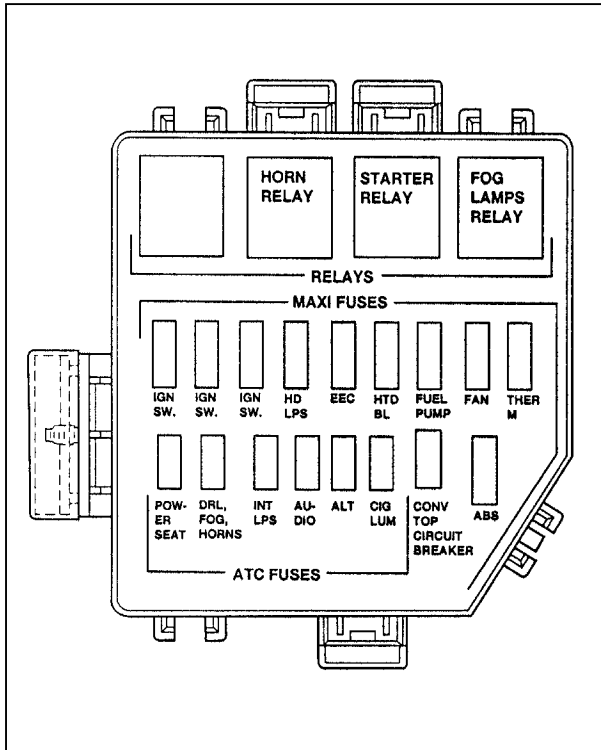 HORN
RELAY
STARTER
RELAY
FOG
LAMPS
RELAY
RELAYS
MAXI FUSES
IGN
SW.
IGN
SW.
IGN
SW.
HD
LPS
EEC
HTD
BL
FUEL
PUMP
FAN
THER
M
POW-
ER
SEAT
DRL,
FOG,
HORNS
INT
LPS
AU-
DIO
ALT
CIG
LUM
CONV
TOP
CIRCUIT
BREAKER
ABS
ATC FUSES